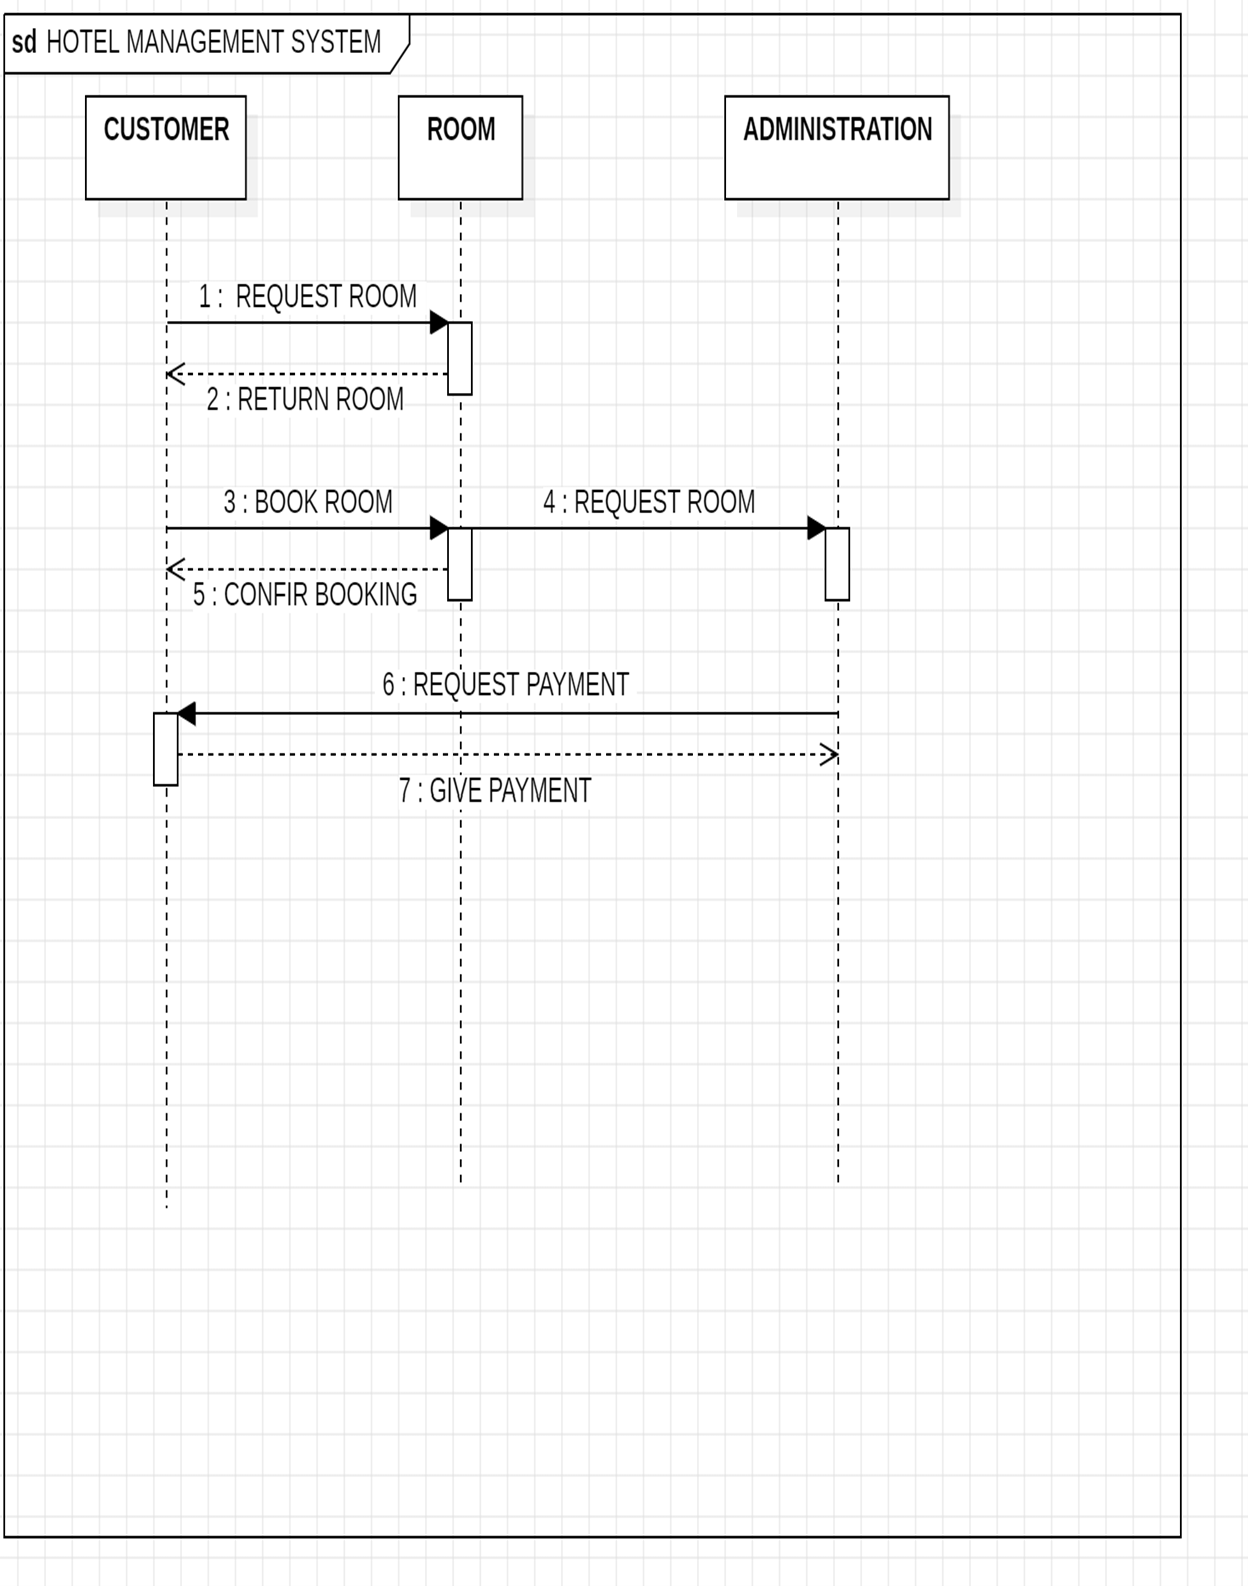 sd HOTEL MANAGEMENT SYSTEM
CUSTOMER
ROOM
ADMINISTRATION
1 : REQUEST ROOM
2 : RETURN ROOM
3 : BOOK ROOM
4 : REQUEST ROOM
5 : CONFIR BOOKING
6 : REQUEST PAYMENT
7 : GIVE PAYMENT